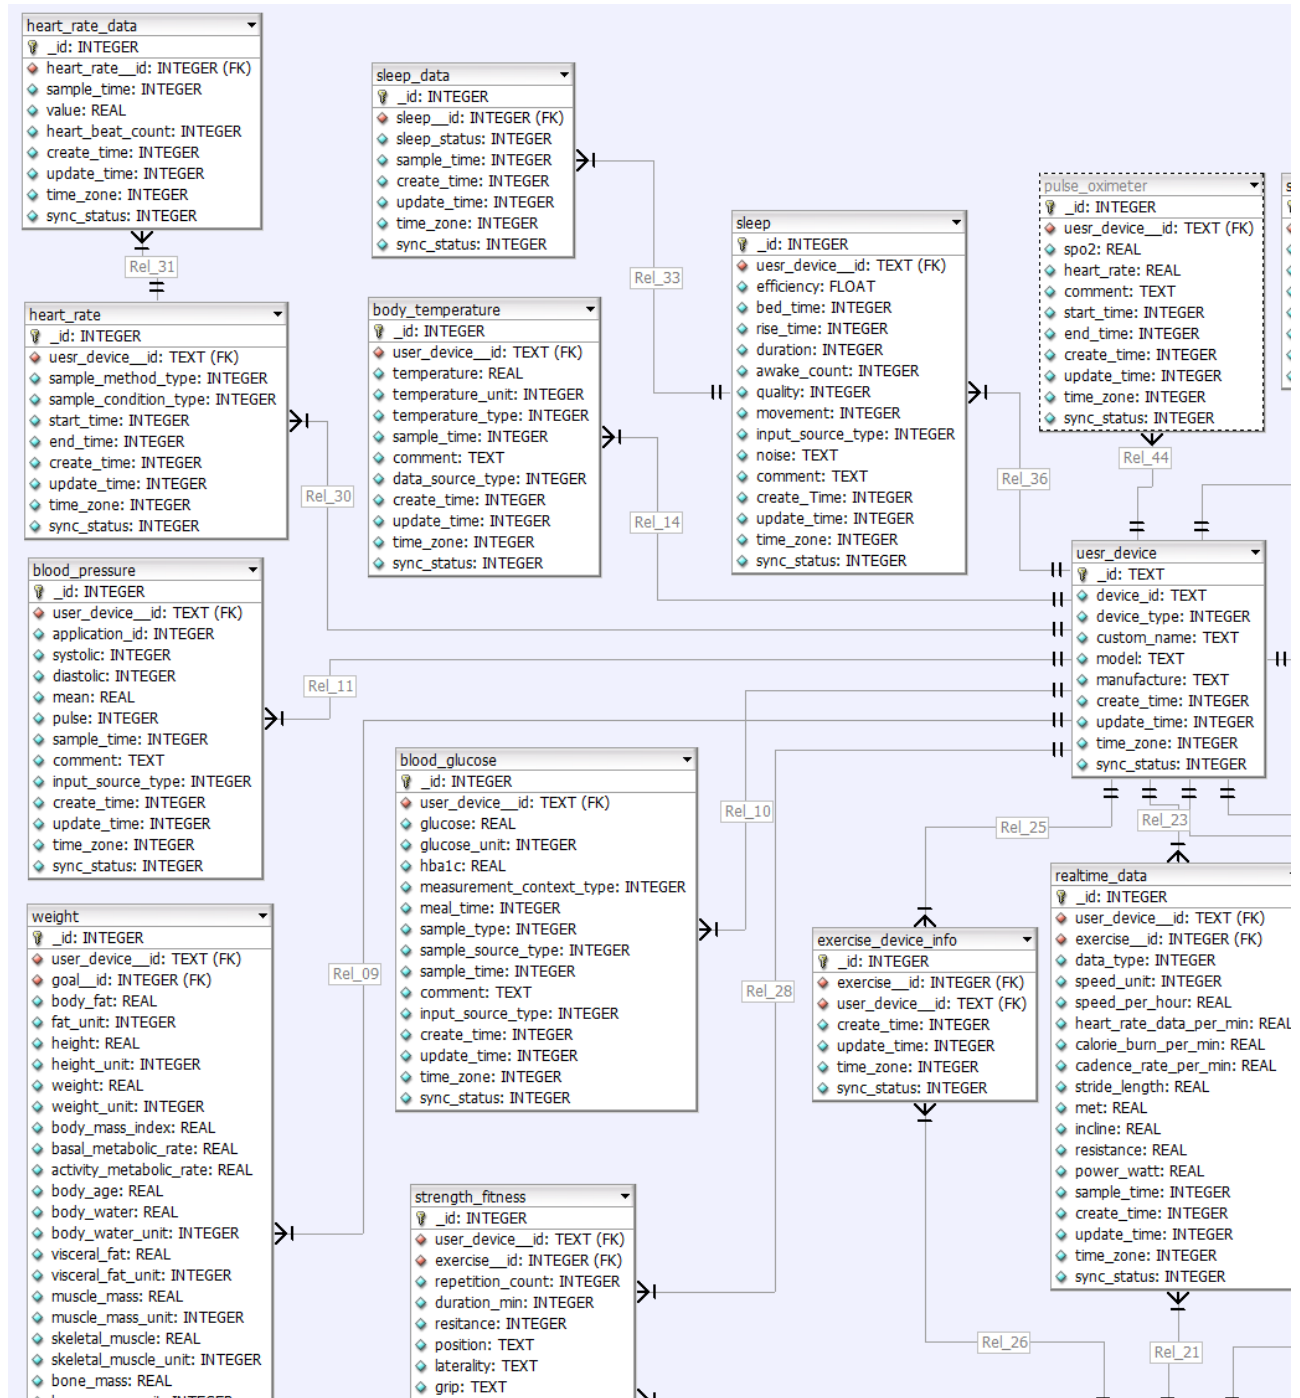 heart_rate_data
_id: INTEGER
heart_rate__id: INTEGER (FK)
sample_time: INTEGER
value: REAL
heart_beat_count: INTEGER
create_time: INTEGER
update_time: INTEGER
time_zone: INTEGER
sync_status: INTEGER
Rel_31
heart_rate
_id: INTEGER
uesr_device__id: TEXT (FK)
sample_method_type: INTEGER
sample_condition_type: INTEGER
start_time: INTEGER
end_time: INTEGER
create_time: INTEGER
update_time: INTEGER
time_zone: INTEGER
sync_status: INTEGER
Rel_30
blood_pressure
_id: INTEGER
user_device__id: TEXT (FK)
application_id: INTEGER
systolic: INTEGER
diastolic: INTEGER
mean: REAL
pulse: INTEGER
sample_time: INTEGER
comment: TEXT
input_source_type: INTEGER
create_time: INTEGER
update_time: INTEGER
time_zone: INTEGER
sync_status: INTEGER
Rel_11
weight
_id: INTEGER
user_device__id: TEXT (FK)
goal__id: INTEGER (FK)
body_fat: REAL
fat_unit: INTEGER
height: REAL
height_unit: INTEGER
weight: REAL
weight_unit: INTEGER
body_mass_index: REAL
basal_metabolic_rate: REAL
activity_metabolic_rate: REAL
body_age: REAL
body_water: REAL
body_water_unit: INTEGER
visceral_fat: REAL
visceral_fat_unit: INTEGER
muscle_mass: REAL
muscle_mass_unit: INTEGER
skeletal_muscle: REAL
skeletal_muscle_unit: INTEGER
bone_mass: REAL
Rel_09
sleep_data
_id: INTEGER
sleep__id: INTEGER (FK)
sleep_status: INTEGER
sample_time: INTEGER
create_time: INTEGER
update_time: INTEGER
time_zone: INTEGER
sync_status: INTEGER
Rel_33
body_temperature
_id: INTEGER
user_device__id: TEXT (FK)
temperature: REAL
temperature_unit: INTEGER
temperature_type: INTEGER
sample_time: INTEGER
comment: TEXT
data_source_type: INTEGER
create_time: INTEGER
update_time: INTEGER
time_zone: INTEGER
sync_status: INTEGER
Rel_14
blood_glucose
_id: INTEGER
user_device__id: TEXT (FK)
glucose: REAL
glucose_unit: INTEGER
hba1c: REAL
measurement_context_type: INTEGER
meal_time: INTEGER
sample_type: INTEGER
sample_source_type: INTEGER
sample_time: INTEGER
comment: TEXT
input_source_type: INTEGER
create_time: INTEGER
update_time: INTEGER
time_zone: INTEGER
sync_status: INTEGER
Rel_10
Rel_28
strength_fitness
_id: INTEGER
user_device__id: TEXT (FK)
exercise__id: INTEGER (FK)
repetition_count: INTEGER
duration_min: INTEGER
resitance: INTEGER
position: TEXT
laterality: TEXT
grip: TEXT
sleep
_id: INTEGER
uesr_device__id: TEXT (FK)
efficiency: FLOAT
bed_time: INTEGER
rise_time: INTEGER
duration: INTEGER
awake_count: INTEGER
quality: INTEGER
movement: INTEGER
input_source_type: INTEGER
noise: TEXT
comment: TEXT
create_Time: INTEGER
update_time: INTEGER
time_zone: INTEGER
sync_status: INTEGER
Rel_36
pulse_oximeter
_id: INTEGER
uesr_device__id: TEXT (FK)
spo2: REAL
heart_rate: REAL
comment: TEXT
start_time: INTEGER
end_time: INTEGER
create_time: INTEGER
update_time: INTEGER
time_zone: INTEGER
sync_status: INTEGER
Rel_44
uesr_device
_id: TEXT
device_id: TEXT
device_type: INTEGER
custom_name: TEXT
model: TEXT
manufacture: TEXT
create_time: INTEGER
update_time: INTEGER
time_zone: INTEGER
sync_status: INTEGER
Rel_25
Rel_23
exercise_device_info
_id: INTEGER
exercise__id: INTEGER (FK)
user_device__id: TEXT (FK)
create_time: INTEGER
update_time: INTEGER
time_zone: INTEGER
sync_status: INTEGER
Rel_26
realtime_data
_id: INTEGER
user_device__id: TEXT (FK)
exercise__id: INTEGER (FK)
data_type: INTEGER
speed_unit: INTEGER
speed_per_hour: REAL
heart_rate_data_per_min: REAL
calorie_burn_per_min: REAL
cadence_rate_per_min: REAL
stride_length: REAL
met: REAL
incline: REAL
resistance: REAL
power_watt: REAL
sample_time: INTEGER
create_time: INTEGER
update_time: INTEGER
time_zone: INTEGER
sync_status: INTEGER
Rel_21